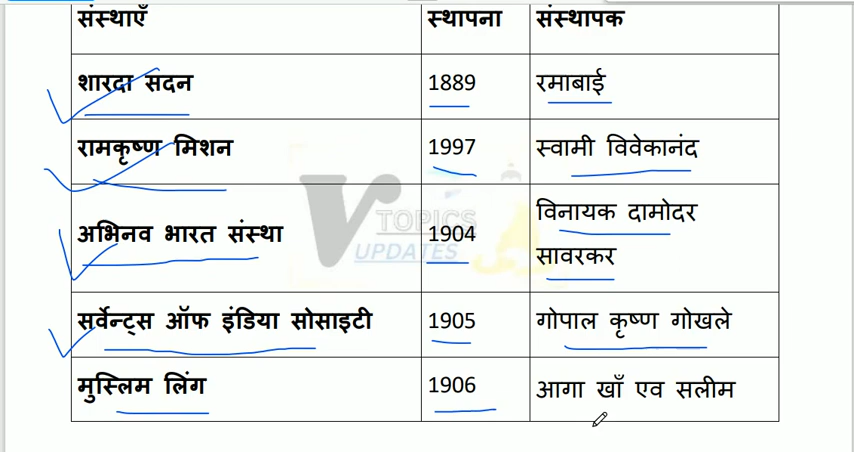 संस्थाएँ स्थापना संस्थापक
शारदा सदन 1889 रमाबाई
रामकृष्ण मिशन 1997 स्वामी विवेकानंद
अभिनव भारत संस्था 1904 विनायक दामोदर
सावरकर
सर्वेन्ट्स ऑफ इंडिया सोसाइटी 1905 गोपाल कृष्ण गोखले
मुस्लिम लिंग 1906 आगा खाँ एव सलीम
TOPICS
UPDATES